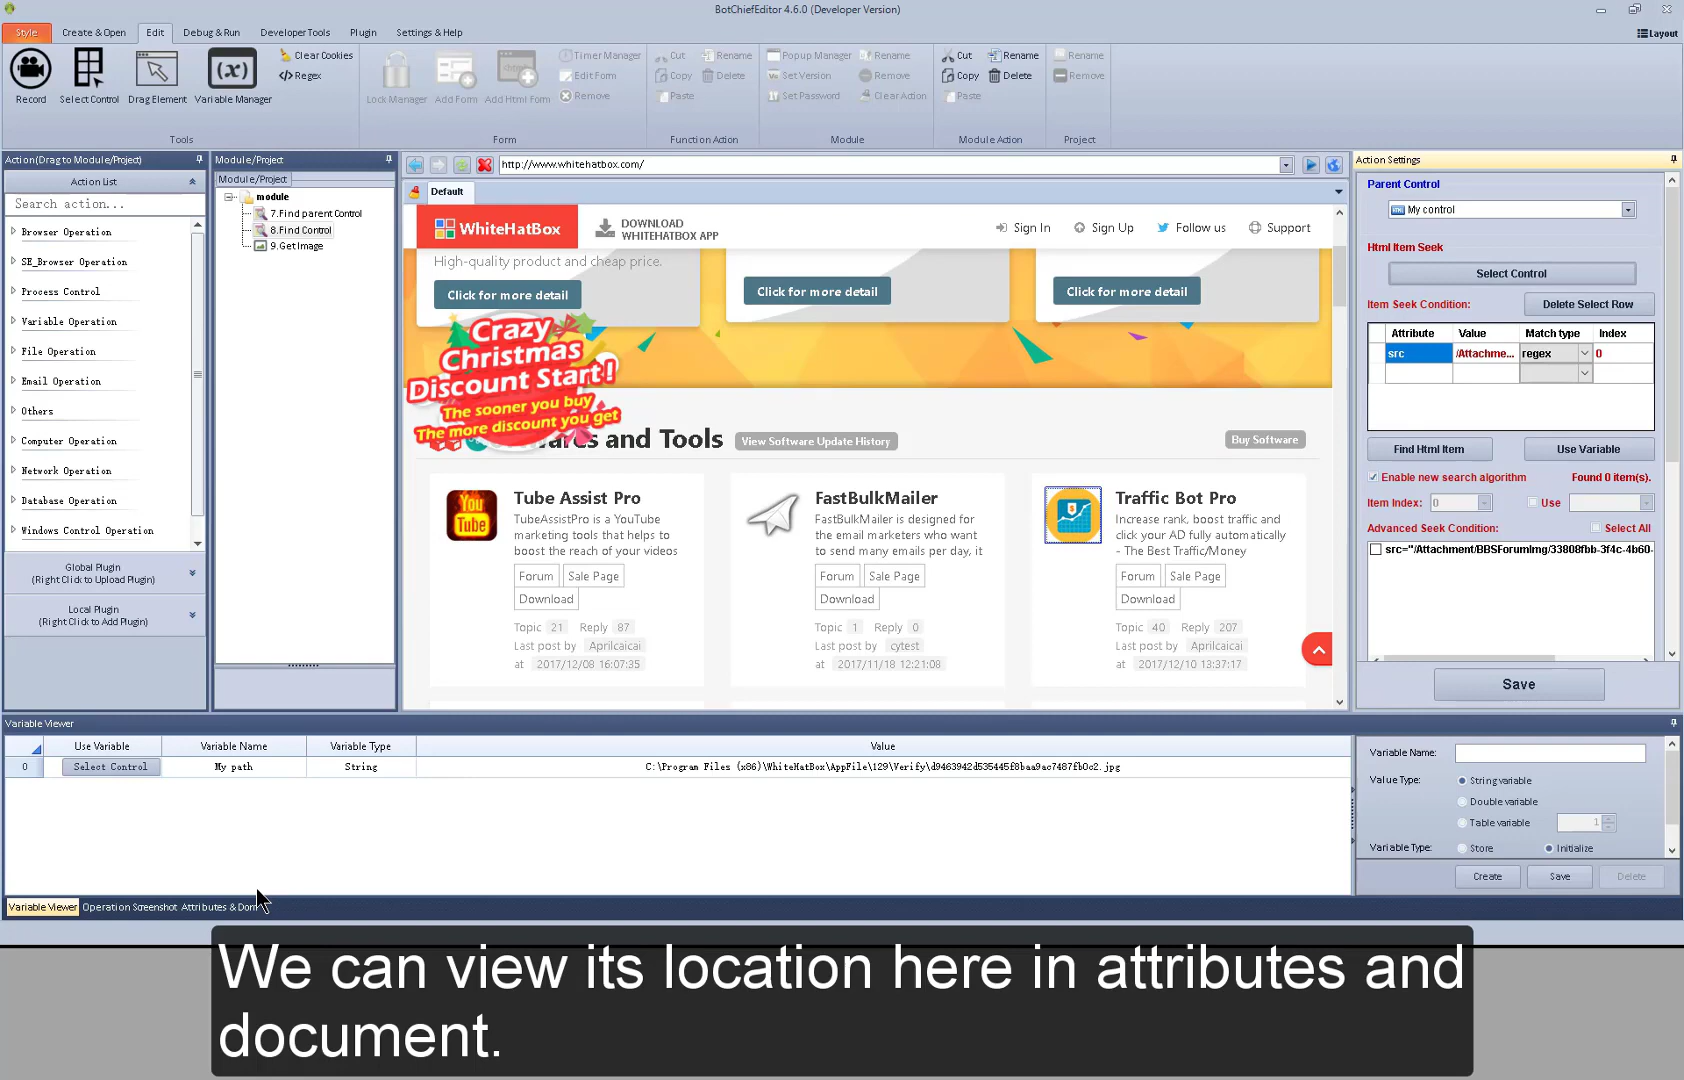 BotChiefEditor 4.6.0 (Developer Version)
Style Create & Open Edit Debug & Run Developer Tools Plugin Settings & Help
Layout
Record
Select Control
Drag Element
Variable Manager
Clear Cookies
Regex
Tools
Lock Manager
Add Form
Add Html Form
Timer Manager
Edit Form
Remove
Form
Cut Rename
Copy Delete
Paste
Function Action
Popup Manager Rename
Set Version Remove
Set Password Clear Action
Module
Cut Rename
Copy Delete
Paste
Module Action
Rename
Remove
Project
Action(Drag to Module/Project)
Action List
Search action...
Browser Operation
SE_Browser Operation
Process Control
Variable Operation
File Operation
Email Operation
Others
Computer Operation
Network Operation
Database Operation
Windows Control Operation
Global Plugin
(Right Click to Upload Plugin)
Local Plugin
(Right Click to Add Plugin)
Module/Project
Module/Project
module
7.Find parent Control
8.Find Control
9.Get Image
http://www.whitehatbox.com/
Default
WhiteHatBox
DOWNLOAD
WHITEHATBOX APP
Sign In Sign Up Follow us Support
High-quality product and cheap price.
Click for more detail
Click for more detail
Click for more detail
Crazy
Christmas
Discount Start!
The sooner you buy
The more discount you get
and Tools
View Software Update History
Buy Software
Tube Assist Pro
TubeAssistPro is a YouTube
marketing tools that helps to
boost the reach of your videos
Forum Sale Page
Download
Topic 21 Reply 87
Last post by Aprilcaicai
at 2017/12/08 16:07:35
You
Tube
FastBulkMailer
FastBulkMailer is designed for
the email marketers who want
to send many emails per day, it
Forum Sale Page
Download
Topic 1 Reply 0
Last post by cytest
at 2017/11/18 12:21:08
Traffic Bot Pro
Increase rank, boost traffic and
click your AD fully automatically
- The Best Traffic/Money
Forum Sale Page
Download
Topic 40 Reply 207
Last post by Aprilcaicai
at 2017/12/10 13:37:17
Action Settings
Parent Control
My control
Html Item Seek
Select Control
Item Seek Condition:
Delete Select Row
Attribute Value Match type Index
src /Attachme... regex 0
Find Html Item
Use Variable
Enable new search algorithm
Found 0 item(s).
Item Index: 0 Use
Advanced Seek Condition: Select All
src="/Attachment/BBSForumImg/33808fbb-3f4c-4b60-
Save
Variable Viewer
Use Variable Variable Name Variable Type Value
0 Select Control My path String C:\Program Files (x86)\WhiteHatBox\AppFile\129\Verify\d9463942d535445f8baa9ac7487fb0c2.jpg
Variable Name:
Value Type: String variable
Double variable
Table variable 1
Variable Type: Store Initialize
Create Save Delete
Variable Viewer Operation Screenshot Attributes & Dom
We can view its location here in attributes and
document.